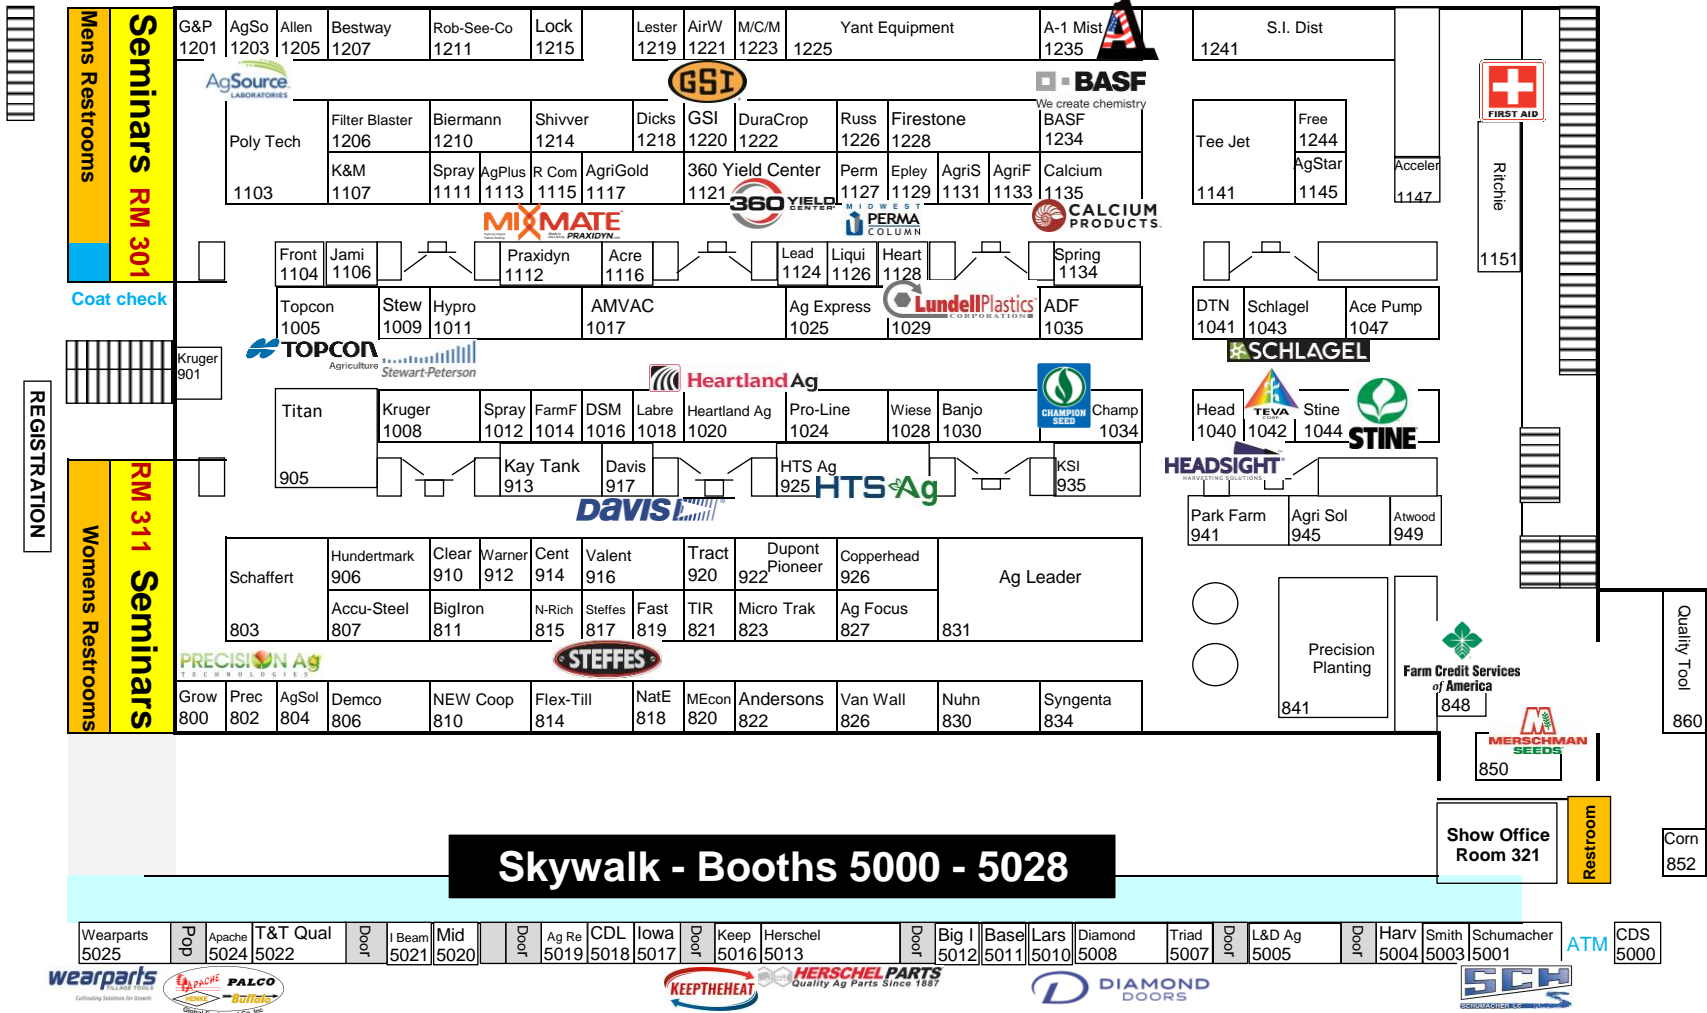 G&P AgSo Allen Bestway Rob-See-Co Lock Lester AirW M/C/M Yant Equipment A-1 Mist S.I. Dist
1201 1203 1205 1207 1211 1215 1219 1221 1223 1225 1235 1241
A
AgSource
LABORATORIES
GSI
BASF
We create chemistry
FIRST AID
Mens Restrooms
Seminars RM 301
Poly Tech
1103
Filter Blaster Biermann Shivver Dicks GSI DuraCrop Russ Firestone BASF
1206 1210 1214 1218 1220 1222 1226 1228 1234
Tee Jet
1141
Free
1244
K&M Spray AgPlus R Com AgriGold 360 Yield Center Perm Epley AgriS AgriF Calcium
1107 1111 1113 1115 1117 1121 1127 1129 1131 1133 1135
AgStar
1145
Acceler
1147
Ritchie
1151
MIXMATE
PRAXIDYN
360 YIELD
CENTER
MIDWEST
PERMA
COLUMN
CALCIUM
PRODUCTS
Front Jami Praxidyn Acre Lead Liqui Heart Spring
1104 1106 1112 1116 1124 1126 1128 1134
Coat check
Topcon Stew Hypro AMVAC Ag Express LundellPlastics ADF
CORPORATION
1005 1009 1011 1017 1025 1029 1035
DTN Schlagel Ace Pump
1041 1043 1047
TOPCON
Agriculture
Stewart-Peterson
SCHLAGEL
Kruger
901
Heartland Ag
CHAMPION
SEED
TEVA
CORP.
STINE
REGISTRATION
Titan
905
Kruger Spray FarmF DSM Labre Heartland Ag Pro-Line Wiese Banjo Champ
1008 1012 1014 1016 1018 1020 1024 1028 1030 1034
Head Stine
1040 1042 1044
HEADSIGHT
HARVESTING SOLUTIONS
Kay Tank Davis HTS Ag KSI
913 917 925 935
HTS Ag
DAVIS
RM 311 Seminars
Womens Restrooms
Park Farm Agri Sol Atwood
941 945 949
Schaffert
803
Hundertmark Clear Warner Cent Valent Tract Dupont Pioneer Copperhead
906 910 912 914 916 920 922 926
Ag Leader
831
Accu-Steel BigIron N-Rich Steffes Fast TIR Micro Trak Ag Focus
807 811 815 817 819 821 823 827
PRECISION Ag
TECHNOLOGIES
STEFFES
Precision
Planting
841
Farm Credit Services
of America
848
Quality Tool
860
Grow Prec AgSol Demco NEW Coop Flex-Till NatE MEcon Andersons Van Wall Nuhn Syngenta
800 802 804 806 810 814 818 820 822 826 830 834
MERSCHMAN
SEEDS
850
Show Office
Room 321
Restroom
Corn
852
Skywalk - Booths 5000 - 5028
Wearparts Pop Apache T&T Qual Door I Beam Mid Door Ag Re CDL Iowa Door Keep Herschel Door Big I Base Lars Diamond Triad Door L&D Ag Door Harv Smith Schumacher ATM CDS
5025 5024 5022 5021 5020 5019 5018 5017 5016 5013 5012 5011 5010 5008 5007 5005 5004 5003 5001 5000
wearparts
TILLAGE TOOLS
Cultivating Solutions for Growth
APACHE PALCO
HENKE Buffalo
KEEPTHEHEAT
HERSCHEL PARTS
Quality Ag Parts Since 1887
DIAMOND
DOORS
SCH